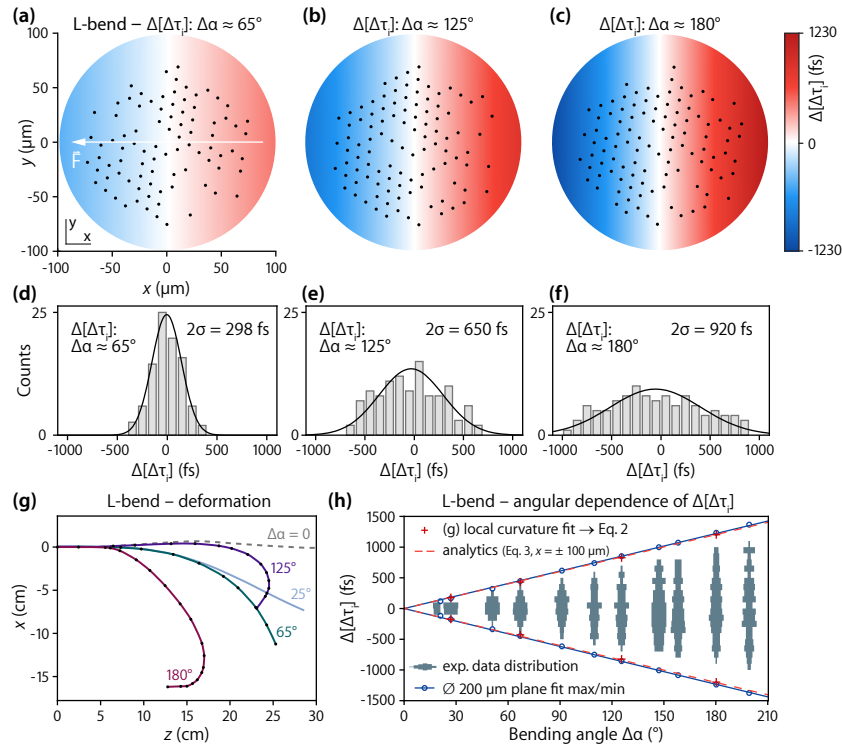 (a)
L-bend – Δ[Δτᵢ]: Δα ≈ 65°
(b)
Δ[Δτᵢ]: Δα ≈ 125°
(c)
Δ[Δτᵢ]: Δα ≈ 180°
100
50
0
-50
-100
y (μm)
F⃗
y
x
-100
-50
0
50
100
x (μm)
1230
0
-1230
Δ[Δτᵢ] (fs)
(d)
25
0
Counts
Δ[Δτᵢ]:
Δα ≈ 65°
2σ = 298 fs
-1000
-500
0
500
1000
Δ[Δτᵢ] (fs)
(e)
25
0
Δ[Δτᵢ]:
Δα ≈ 125°
2σ = 650 fs
-1000
-500
0
500
1000
Δ[Δτᵢ] (fs)
(f)
25
0
Δ[Δτᵢ]:
Δα ≈ 180°
2σ = 920 fs
-1000
-500
0
500
1000
Δ[Δτᵢ] (fs)
(g)
L-bend – deformation
5
0
-5
-10
-15
x (cm)
Δα = 0
125°
25°
65°
180°
0
5
10
15
20
25
30
z (cm)
(h)
L-bend – angular dependence of Δ[Δτᵢ]
1500
1000
500
0
-500
-1000
-1500
Δ[Δτᵢ] (fs)
(g) local curvature fit → Eq. 2
analytics (Eq. 3, x = ± 100 μm)
exp. data distribution
Ø 200 μm plane fit max/min
0
30
60
90
120
150
180
210
Bending angle Δα (°)